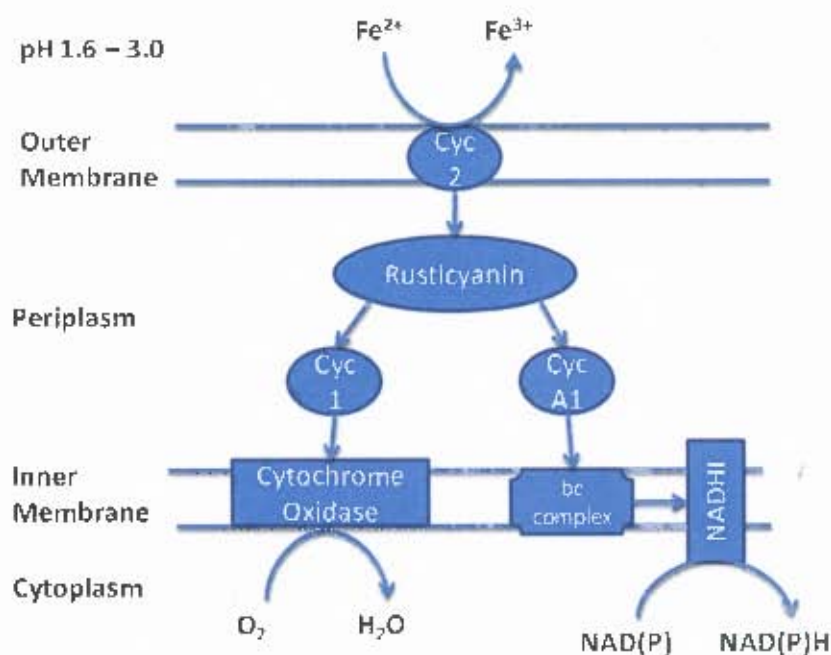 Fe²⁺ Fe³⁺
pH 1.6 – 3.0
Outer
Membrane
Cyc
2
Rusticyanin
Periplasm
Cyc
1
Cyc
A1
Inner
Membrane
Cytochrome
Oxidase
bc
complex
NADHI
Cytoplasm
O₂ H₂O
NAD(P) NAD(P)H